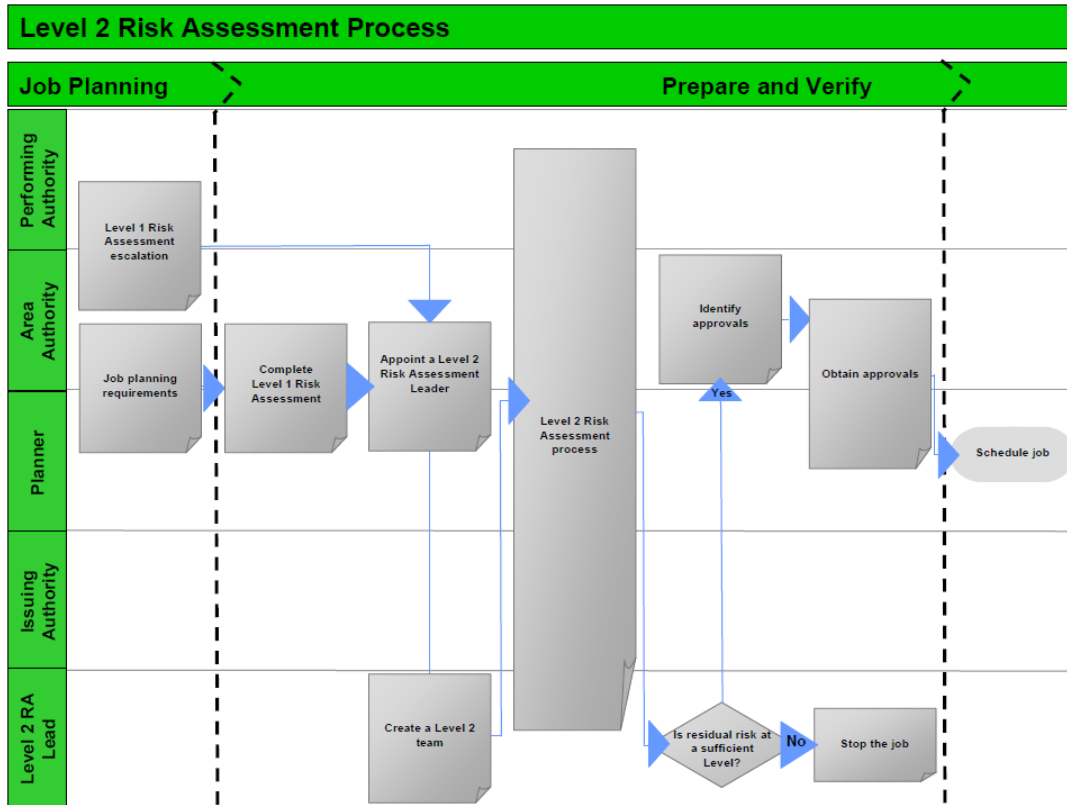 Level 2 Risk Assessment Process
Job Planning
Prepare and Verify
Performing
Authority
Area
Authority
Planner
Issuing
Authority
Level 2 RA
Lead
Level 1 Risk
Assessment
escalation
Job planning
requirements
Complete
Level 1 Risk
Assessment
Appoint a Level 2
Risk Assessment
Leader
Create a Level 2
team
Level 2 Risk
Assessment
process
Identify
approvals
Yes
Obtain approvals
Schedule job
Is residual risk at
a sufficient
Level?
No
Stop the job